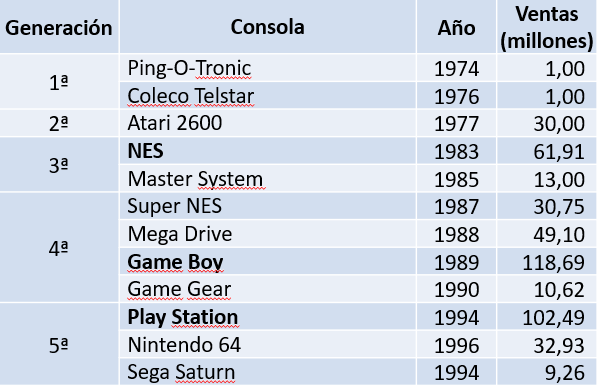 Generación Consola Año Ventas (millones)
1ª Ping-O-Tronic 1974 1,00
Coleco Telstar 1976 1,00
2ª Atari 2600 1977 30,00
3ª NES 1983 61,91
Master System 1985 13,00
4ª Super NES 1987 30,75
Mega Drive 1988 49,10
Game Boy 1989 118,69
Game Gear 1990 10,62
5ª Play Station 1994 102,49
Nintendo 64 1996 32,93
Sega Saturn 1994 9,26